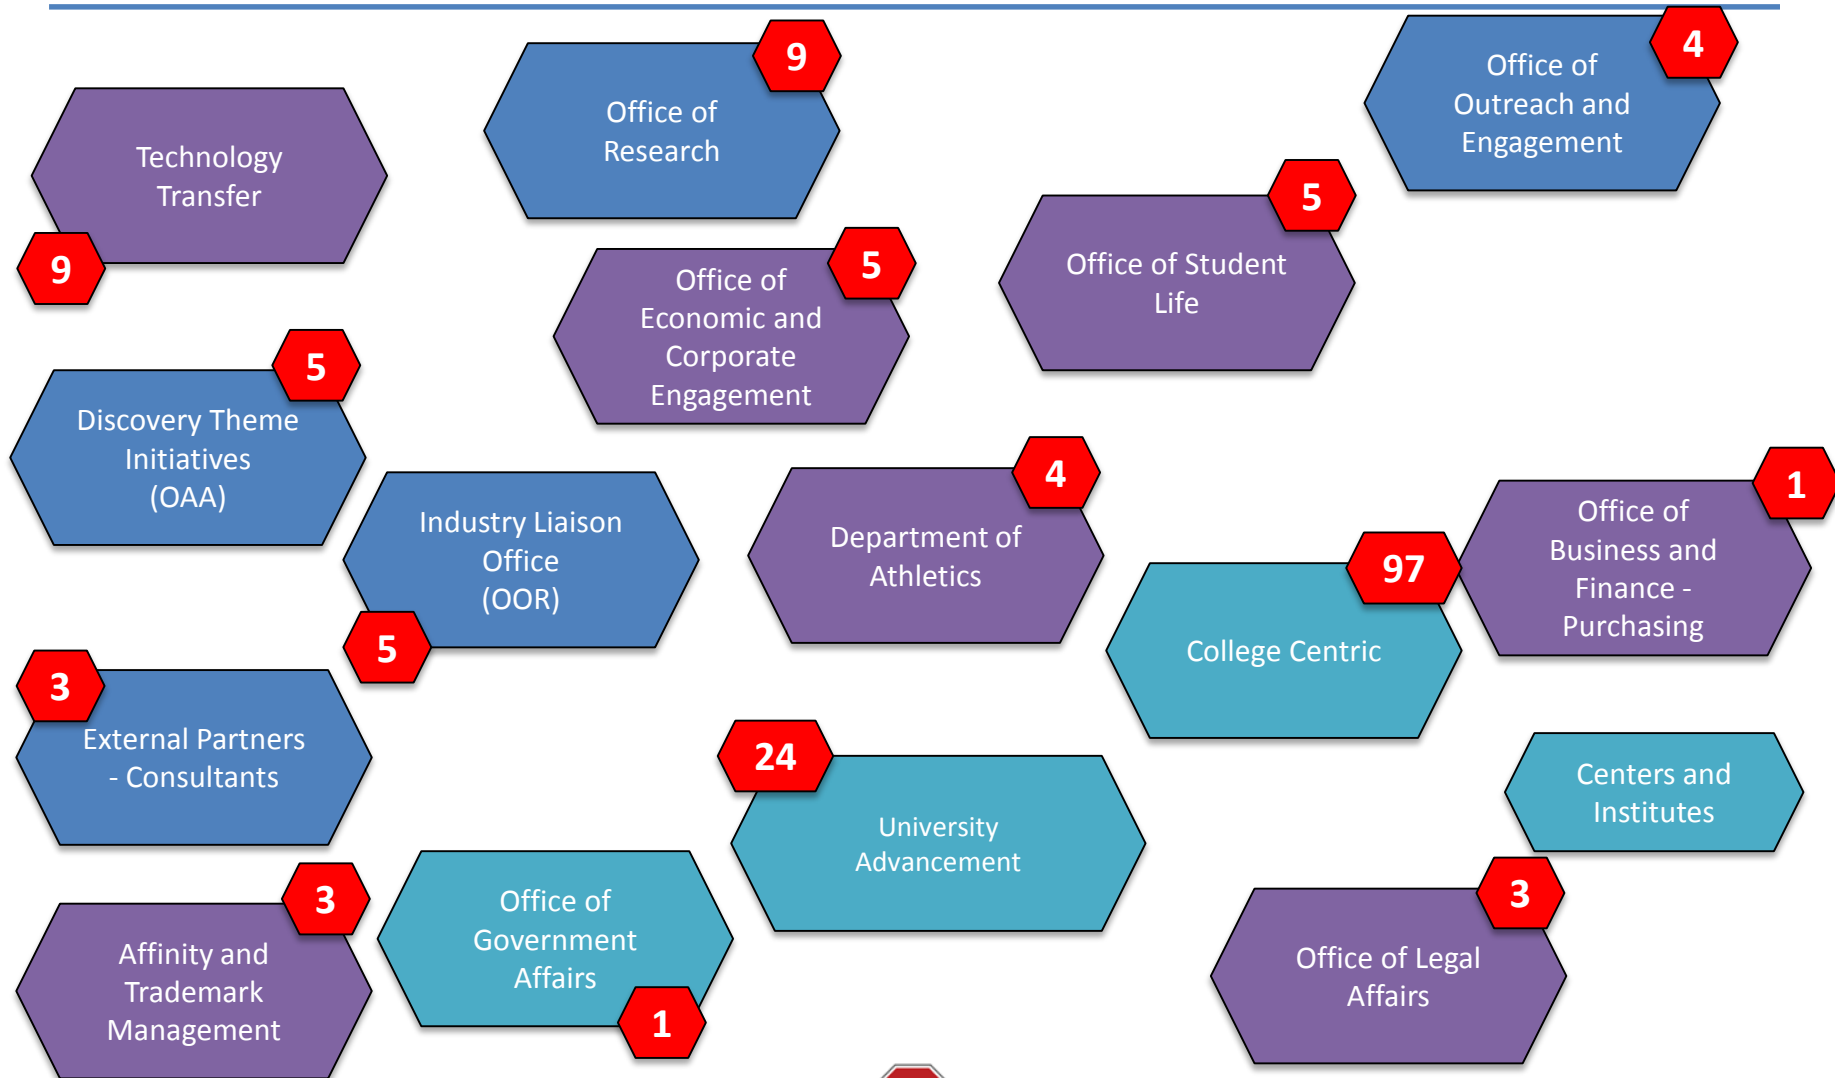 9
Office of
Research
4
Office of
Outreach and
Engagement
Technology
Transfer
9
5
Office of Student
Life
5
Office of
Economic and
Corporate
Engagement
5
Discovery Theme
Initiatives
(OAA)
Industry Liaison
Office
(OOR)
5
4
Department of
Athletics
97
College Centric
1
Office of
Business and
Finance -
Purchasing
3
External Partners
- Consultants
24
University
Advancement
Centers and
Institutes
3
Affinity and
Trademark
Management
Office of
Government
Affairs
1
3
Office of Legal
Affairs